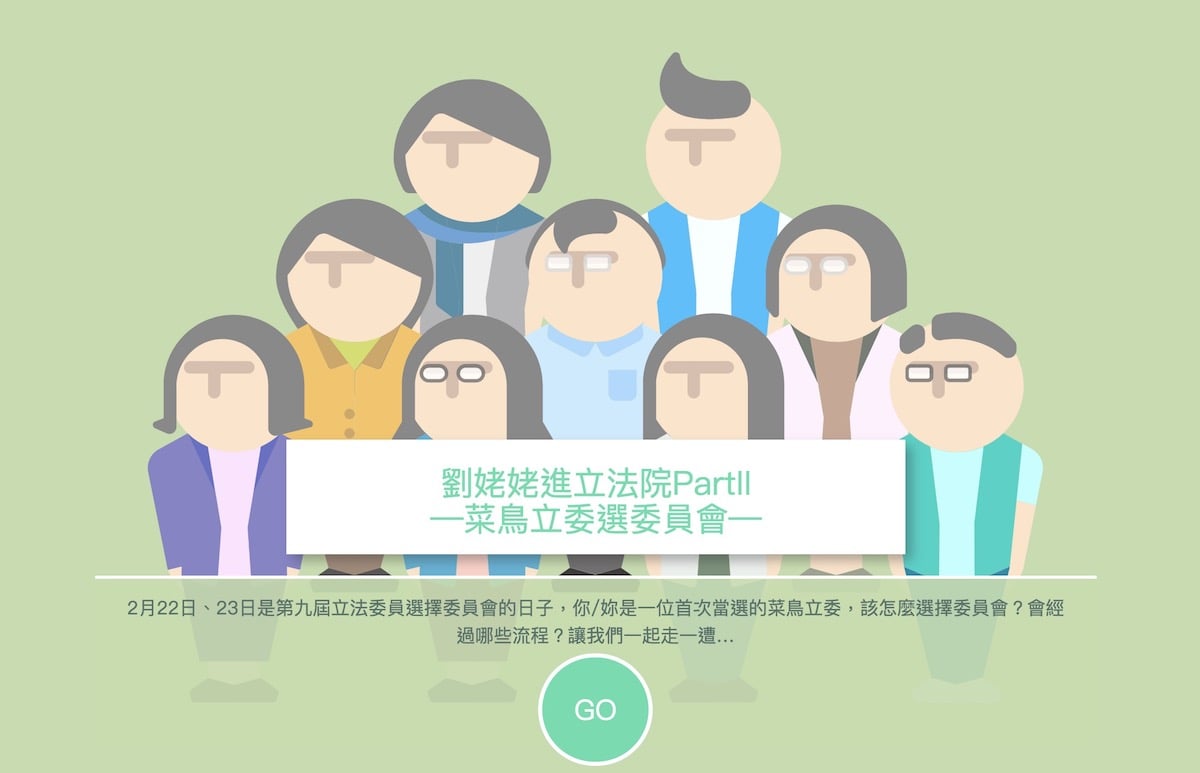 劉姥姥進立法院PartII
—菜鳥立委選委員會—
2月22日、23日是第九屆立法委員選擇委員會的日子，你/妳是一位首次當選的菜鳥立委，該怎麼選擇委員會？會經
過哪些流程？讓我們一起走一遭...
GO